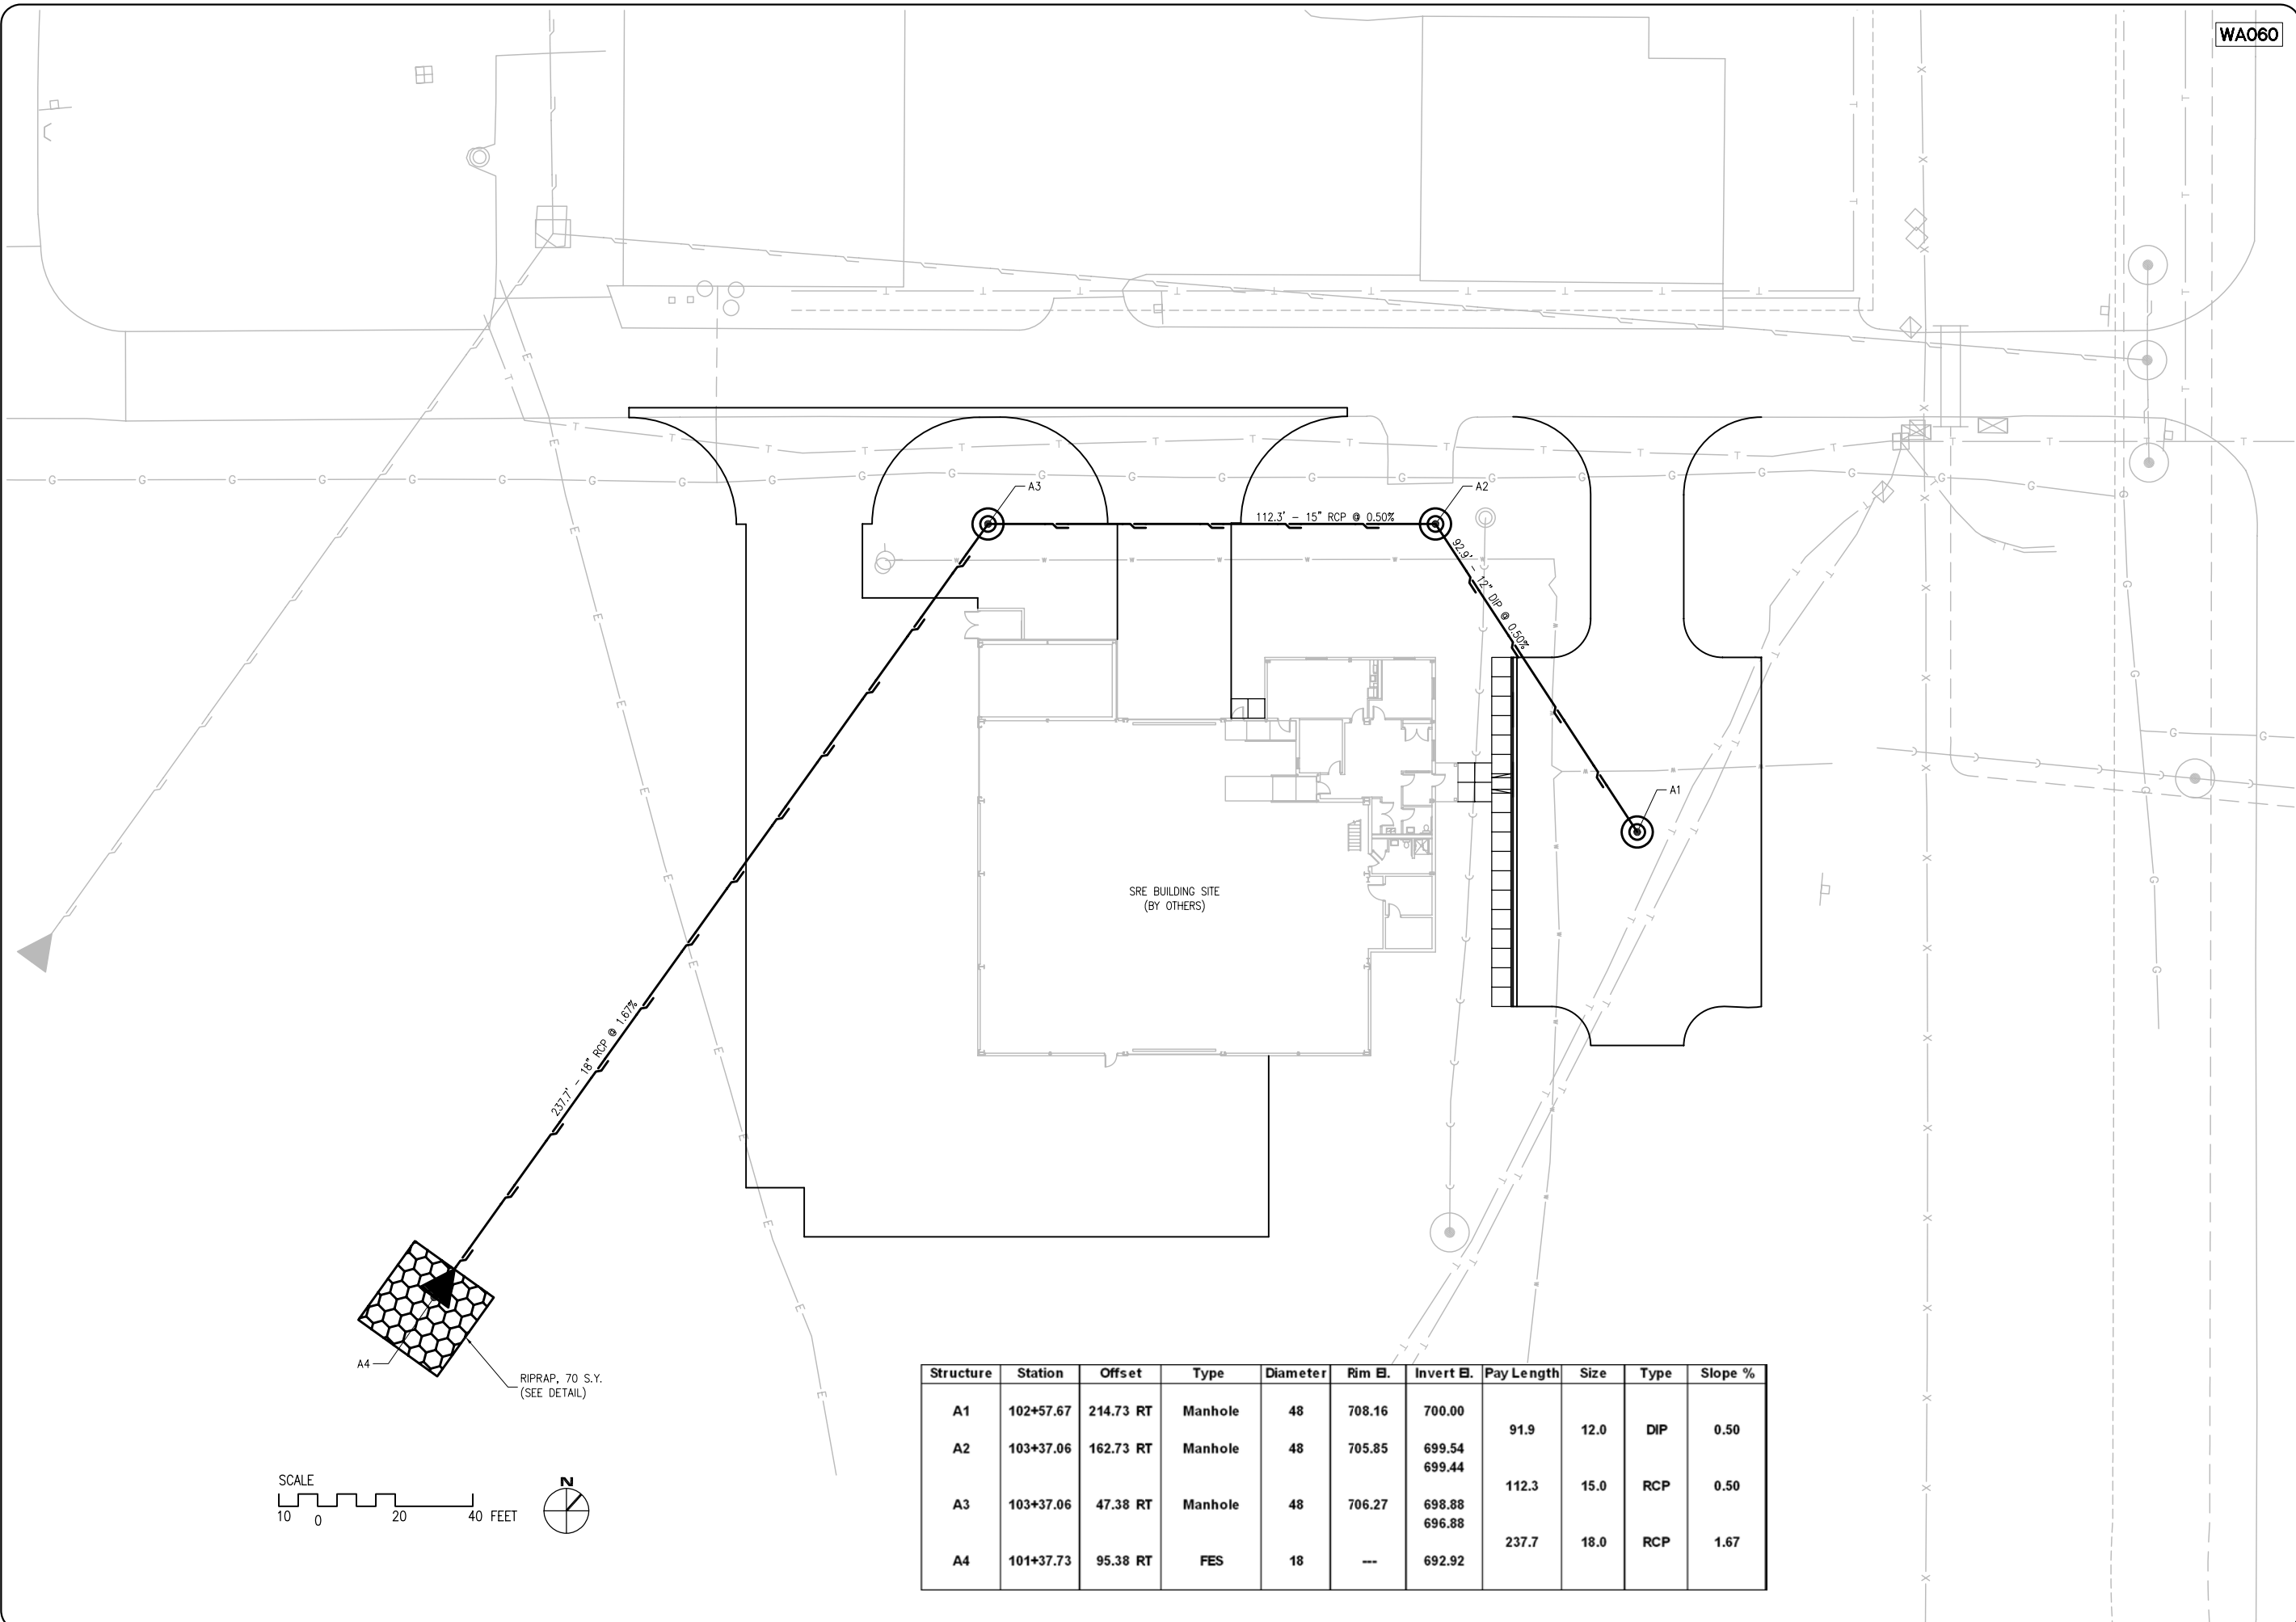 WA060
A3
A2
112.3' - 15" RCP @ 0.50%
92.9' - 12" DIP @ 0.50%
A1
SRE BUILDING SITE
(BY OTHERS)
237.7' - 18" RCP @ 1.67%
A4
RIPRAP, 70 S.Y.
(SEE DETAIL)
SCALE
10 0 20 40 FEET
N
Structure Station Offset Type Diameter Rim El. Invert El. Pay Length Size Type Slope %
A1 102+57.67 214.73 RT Manhole 48 708.16 700.00
91.9 12.0 DIP 0.50
A2 103+37.06 162.73 RT Manhole 48 705.85 699.54
699.44
112.3 15.0 RCP 0.50
A3 103+37.06 47.38 RT Manhole 48 706.27 698.88
696.88
237.7 18.0 RCP 1.67
A4 101+37.73 95.38 RT FES 18 --- 692.92